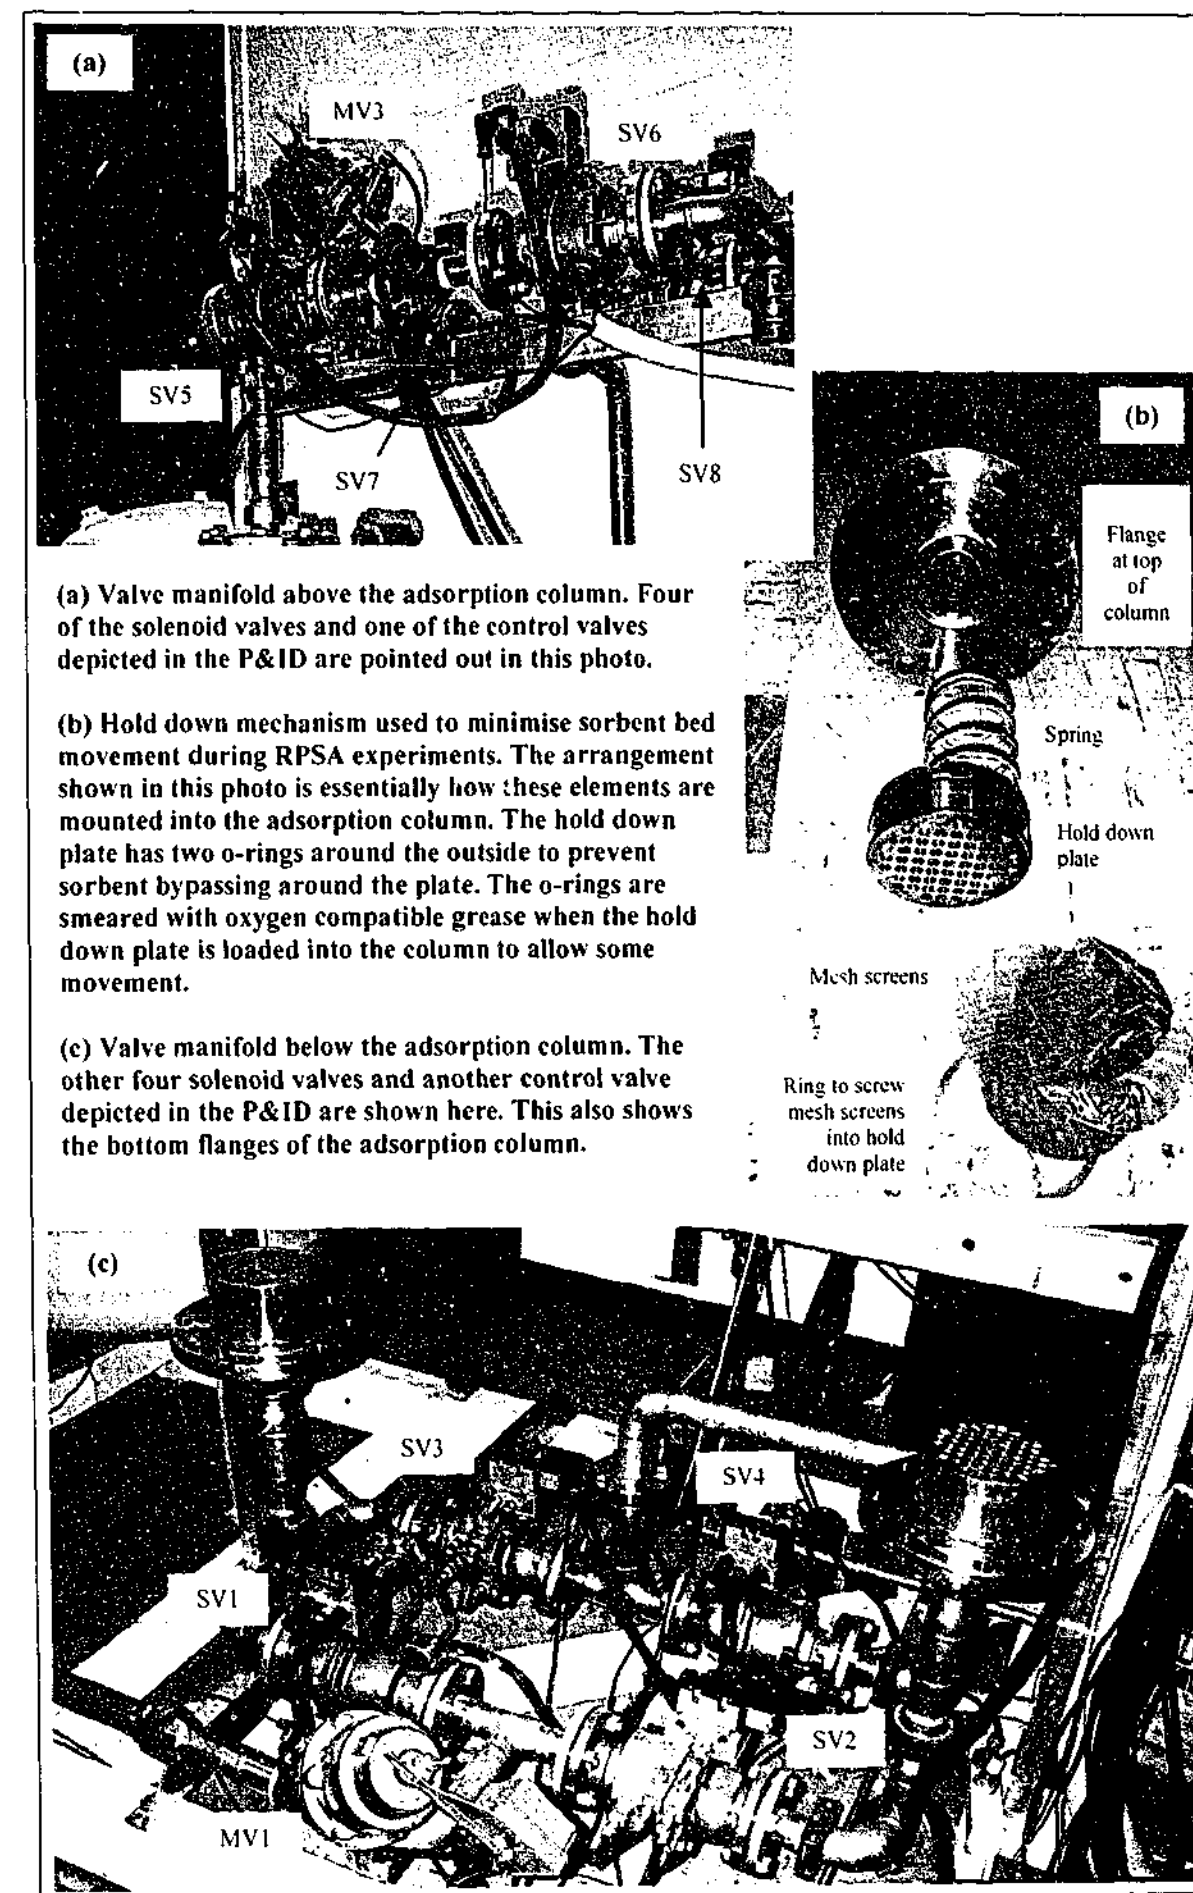 (a)
MV3
SV6
SV5
SV7
SV8
(b)
Flange
at top
of
column
Spring
Hold down
plate
Mesh screens
Ring to screw
mesh screens
into hold
down plate
(a) Valve manifold above the adsorption column. Four
of the solenoid valves and one of the control valves
depicted in the P&ID are pointed out in this photo.
(b) Hold down mechanism used to minimise sorbent bed
movement during RPSA experiments. The arrangement
shown in this photo is essentially how these elements are
mounted into the adsorption column. The hold down
plate has two o-rings around the outside to prevent
sorbent bypassing around the plate. The o-rings are
smeared with oxygen compatible grease when the hold
down plate is loaded into the column to allow some
movement.
(c) Valve manifold below the adsorption column. The
other four solenoid valves and another control valve
depicted in the P&ID are shown here. This also shows
the bottom flanges of the adsorption column.
(c)
SV3
SV4
SV1
SV2
MV1